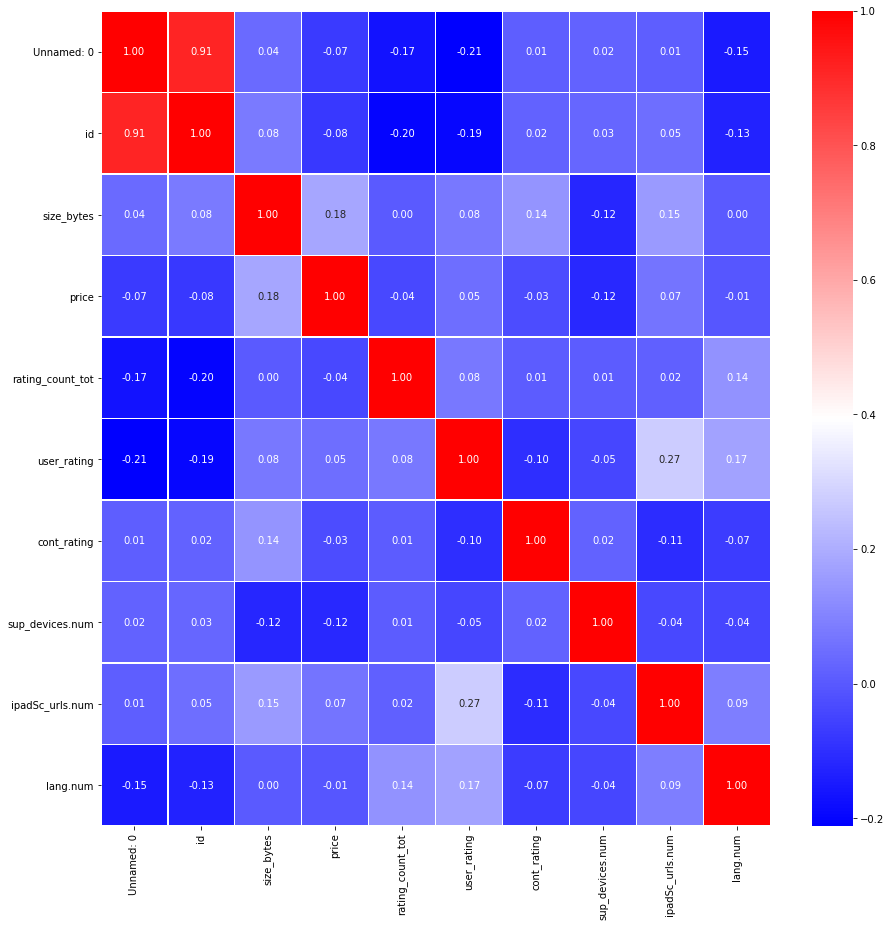 Unnamed: 0 1.00 0.91 0.04 -0.07 -0.17 -0.21 0.01 0.02 0.01 -0.15
id 0.91 1.00 0.08 -0.08 -0.20 -0.19 0.02 0.03 0.05 -0.13
size_bytes 0.04 0.08 1.00 0.18 0.00 0.08 0.14 -0.12 0.15 0.00
price -0.07 -0.08 0.18 1.00 -0.04 0.05 -0.03 -0.12 0.07 -0.01
rating_count_tot -0.17 -0.20 0.00 -0.04 1.00 0.08 0.01 0.01 0.02 0.14
user_rating -0.21 -0.19 0.08 0.05 0.08 1.00 -0.10 -0.05 0.27 0.17
cont_rating 0.01 0.02 0.14 -0.03 0.01 -0.10 1.00 0.02 -0.11 -0.07
sup_devices.num 0.02 0.03 -0.12 -0.12 0.01 -0.05 0.02 1.00 -0.04 -0.04
ipadSc_urls.num 0.01 0.05 0.15 0.07 0.02 0.27 -0.11 -0.04 1.00 0.09
lang.num -0.15 -0.13 0.00 -0.01 0.14 0.17 -0.07 -0.04 0.09 1.00
Unnamed: 0
id
size_bytes
price
rating_count_tot
user_rating
cont_rating
sup_devices.num
ipadSc_urls.num
lang.num
1.0
0.8
0.6
0.4
0.2
0.0
−0.2